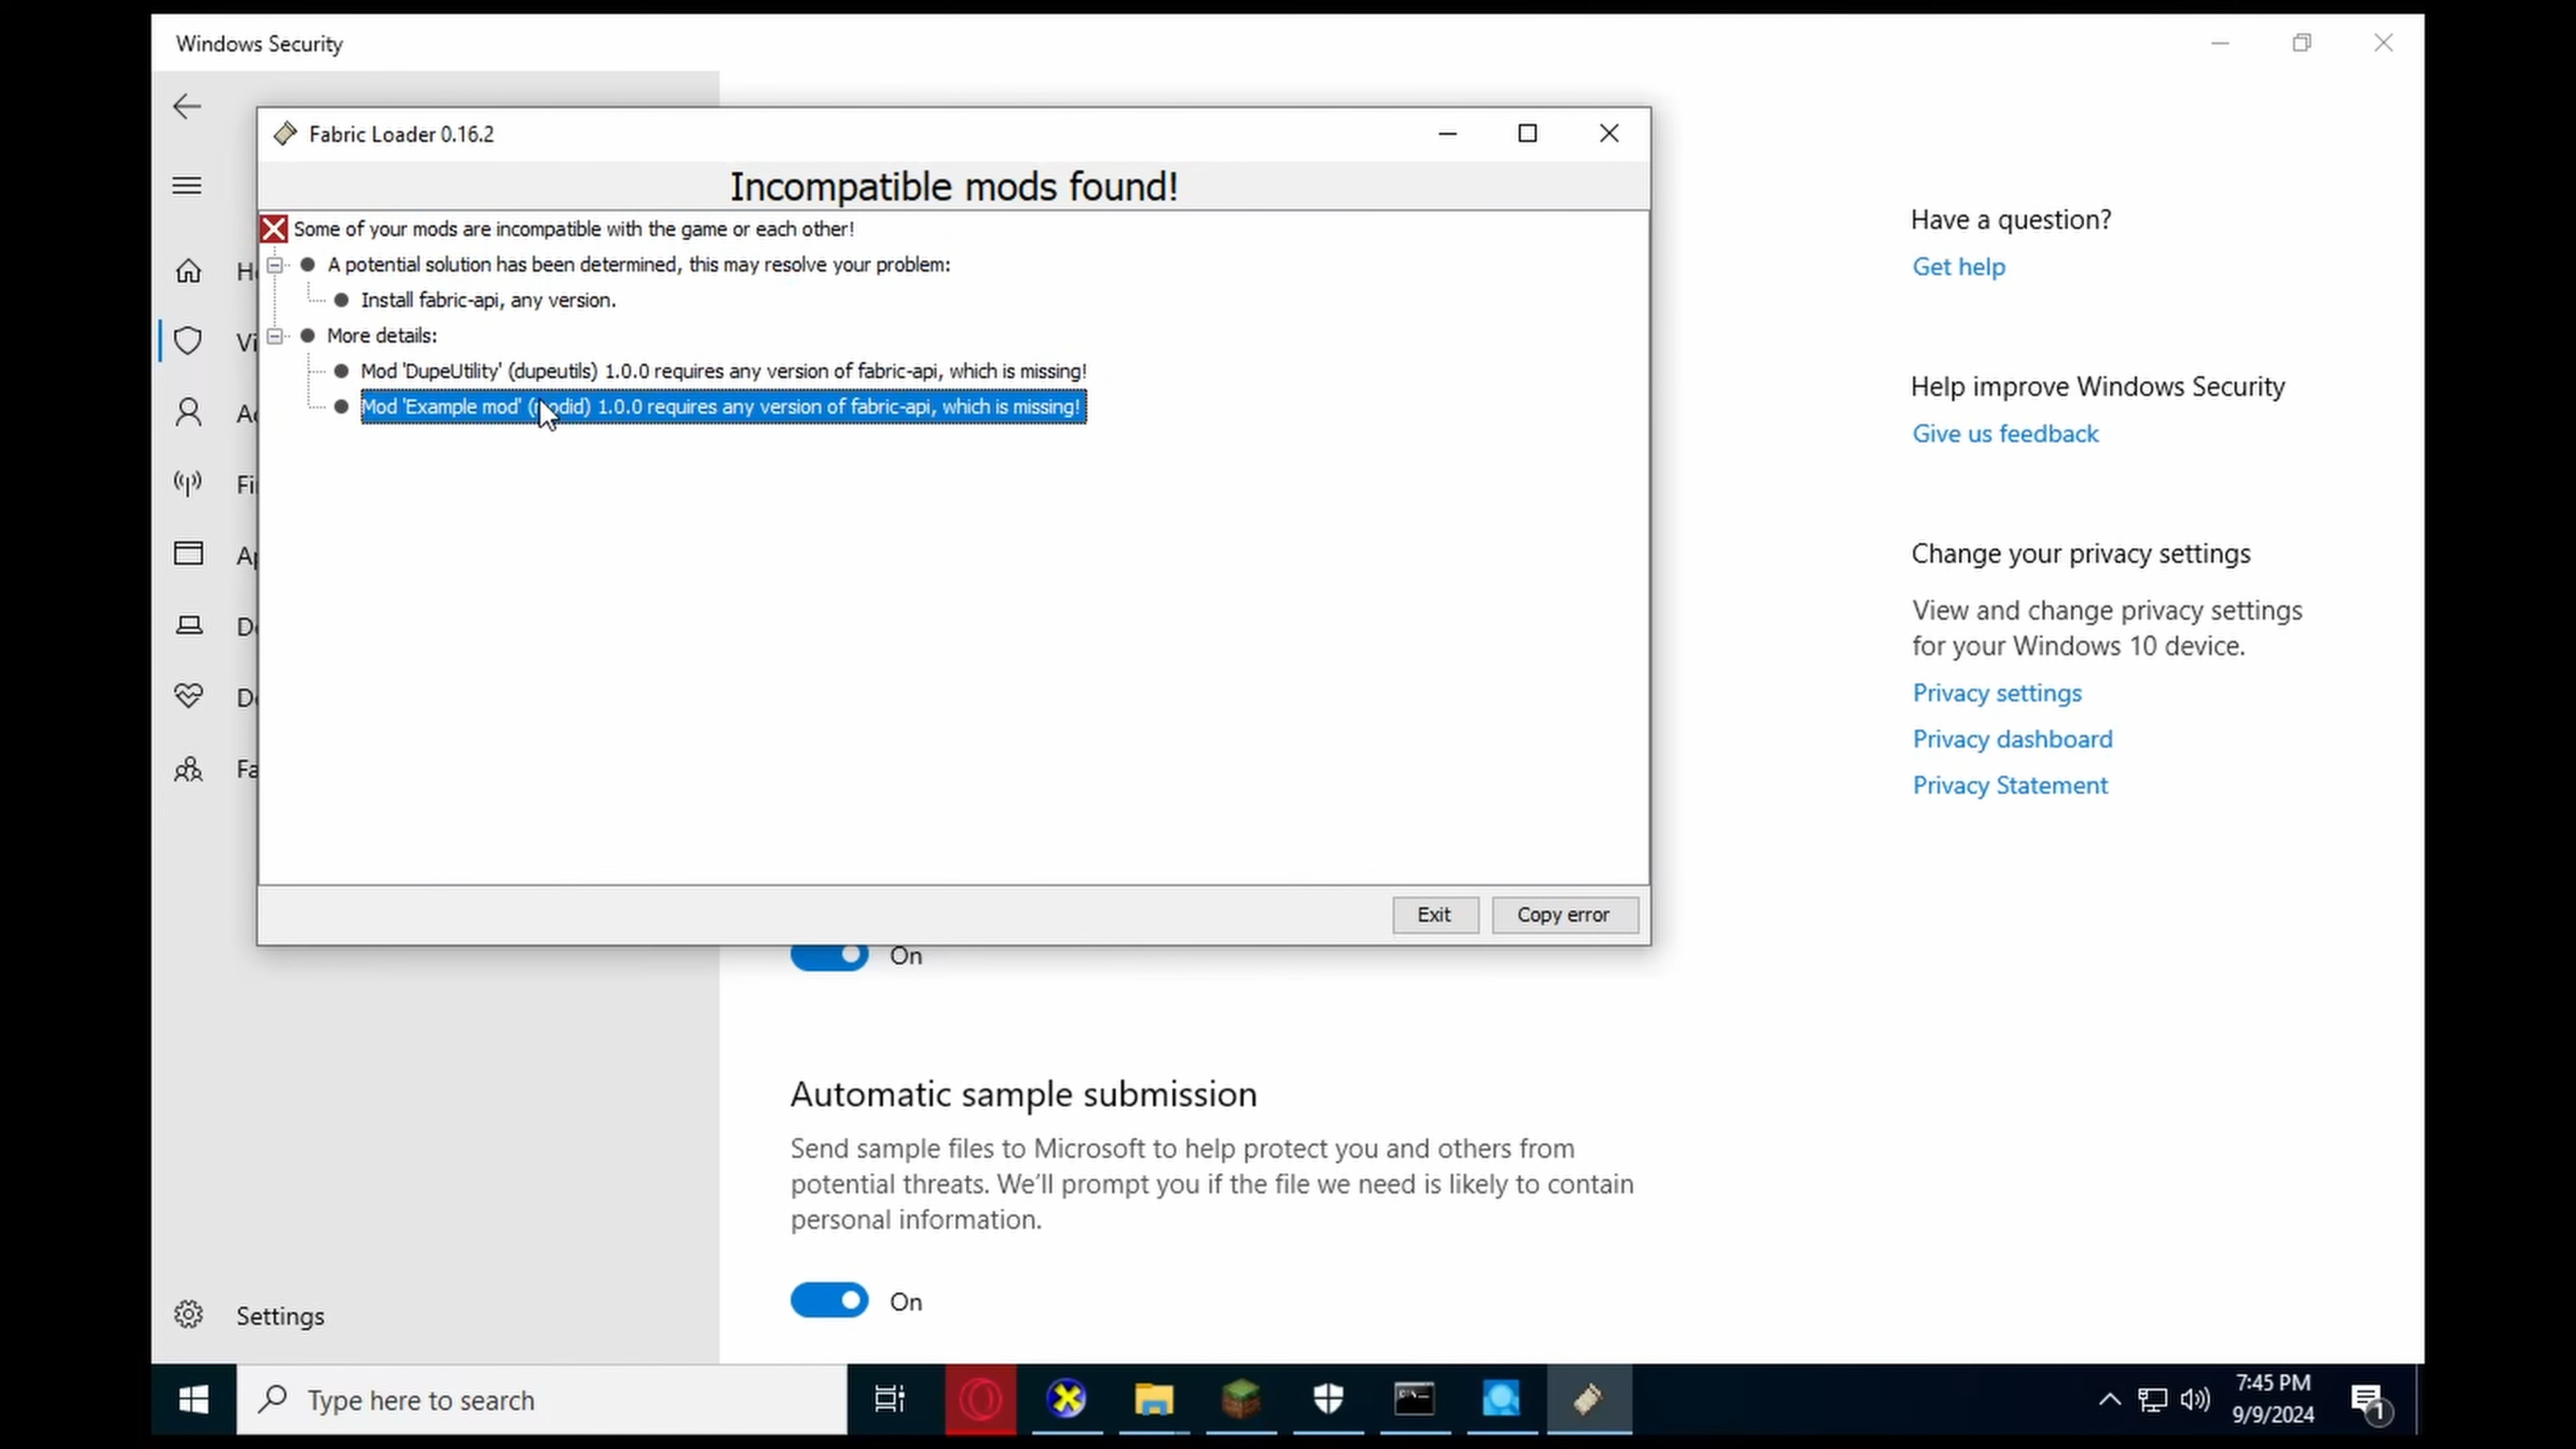 Windows Security
Fabric Loader 0.16.2
Incompatible mods found!
Some of your mods are incompatible with the game or each other!
A potential solution has been determined, this may resolve your problem:
Install fabric-api, any version.
More details:
Mod 'DupeUtility' (dupeutils) 1.0.0 requires any version of fabric-api, which is missing!
Mod 'Example mod' (modid) 1.0.0 requires any version of fabric-api, which is missing!
Exit
Copy error
Have a question?
Get help
Help improve Windows Security
Give us feedback
Change your privacy settings
View and change privacy settings
for your Windows 10 device.
Privacy settings
Privacy dashboard
Privacy Statement
On
Automatic sample submission
Send sample files to Microsoft to help protect you and others from
potential threats. We'll prompt you if the file we need is likely to contain
personal information.
On
Settings
Type here to search
7:45 PM
9/9/2024
1